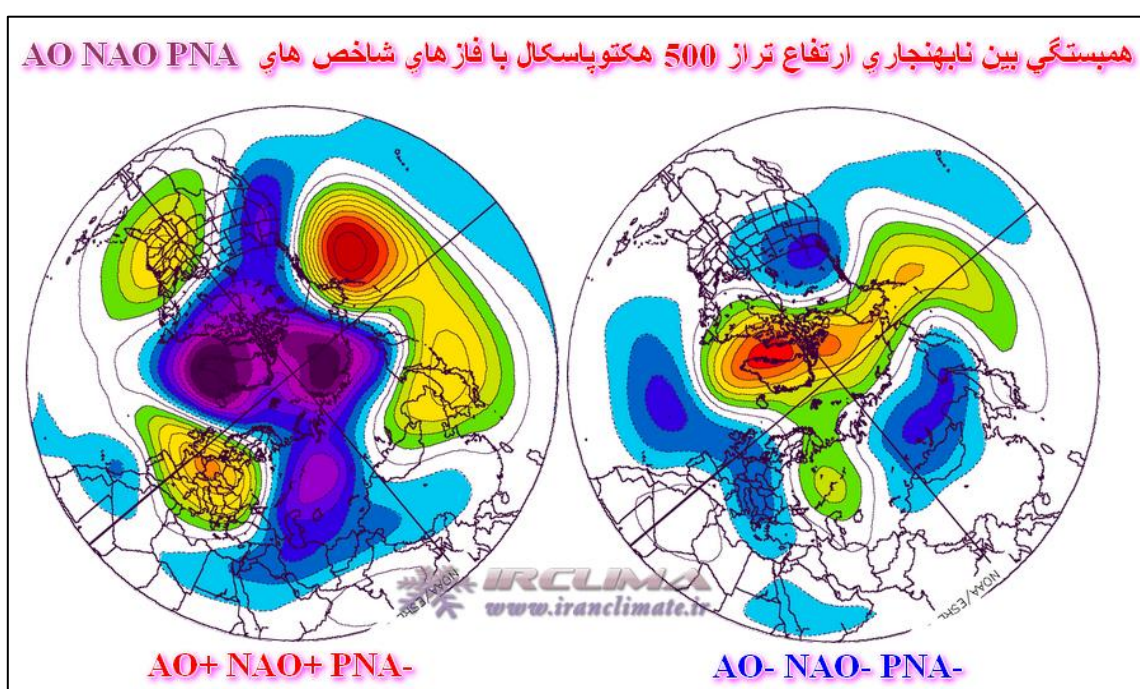 همبستگي بين نابهنجاري ارتفاع تراز 500 هكتوپاسكال با فازهاي شاخص هاي AO NAO PNA
IRCLIMA
www.iranclimate.ir
NOAA/ESRL
NOAA/ESRL
AO+ NAO+ PNA-
AO- NAO- PNA-